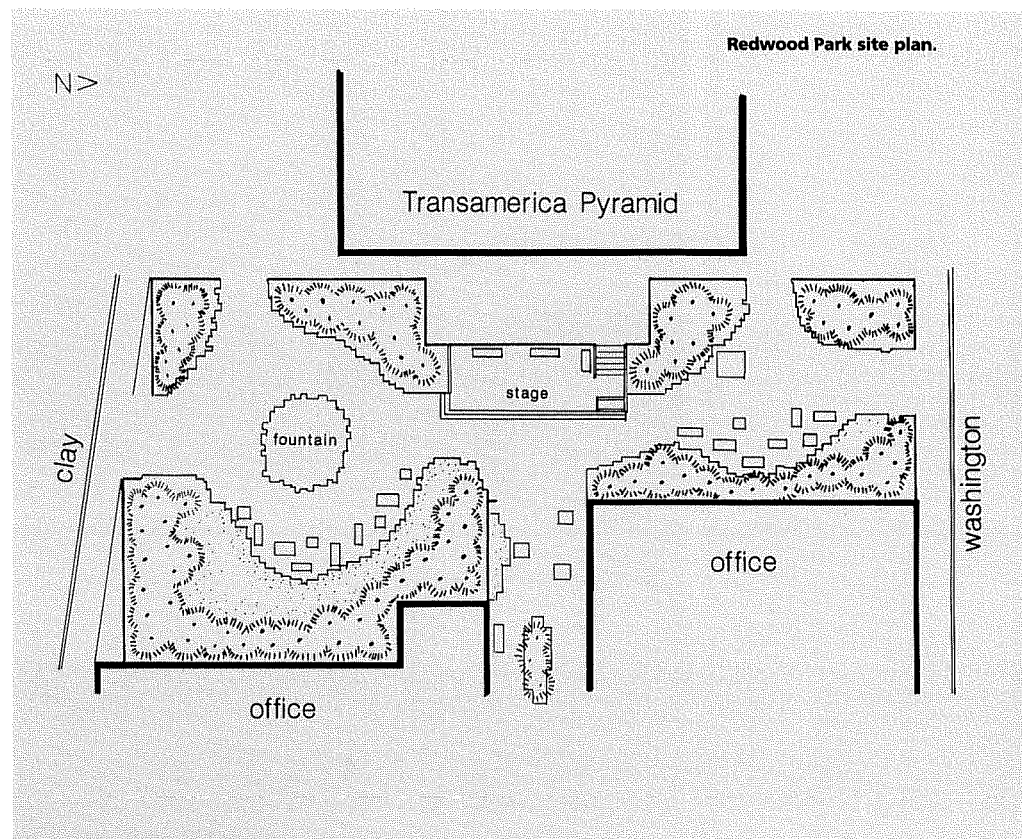 Redwood Park site plan.
N
Transamerica Pyramid
stage
fountain
clay
washington
office
office